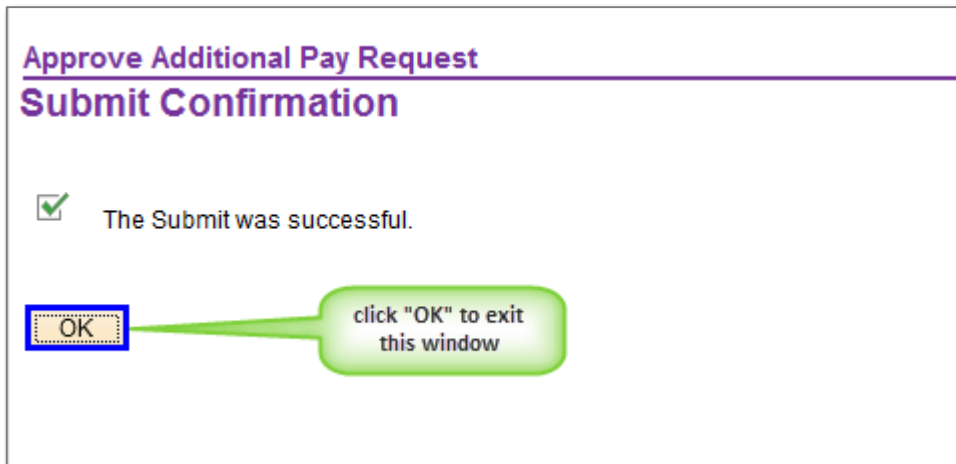 Approve Additional Pay Request
Submit Confirmation
The Submit was successful.
OK
click "OK" to exit
this window